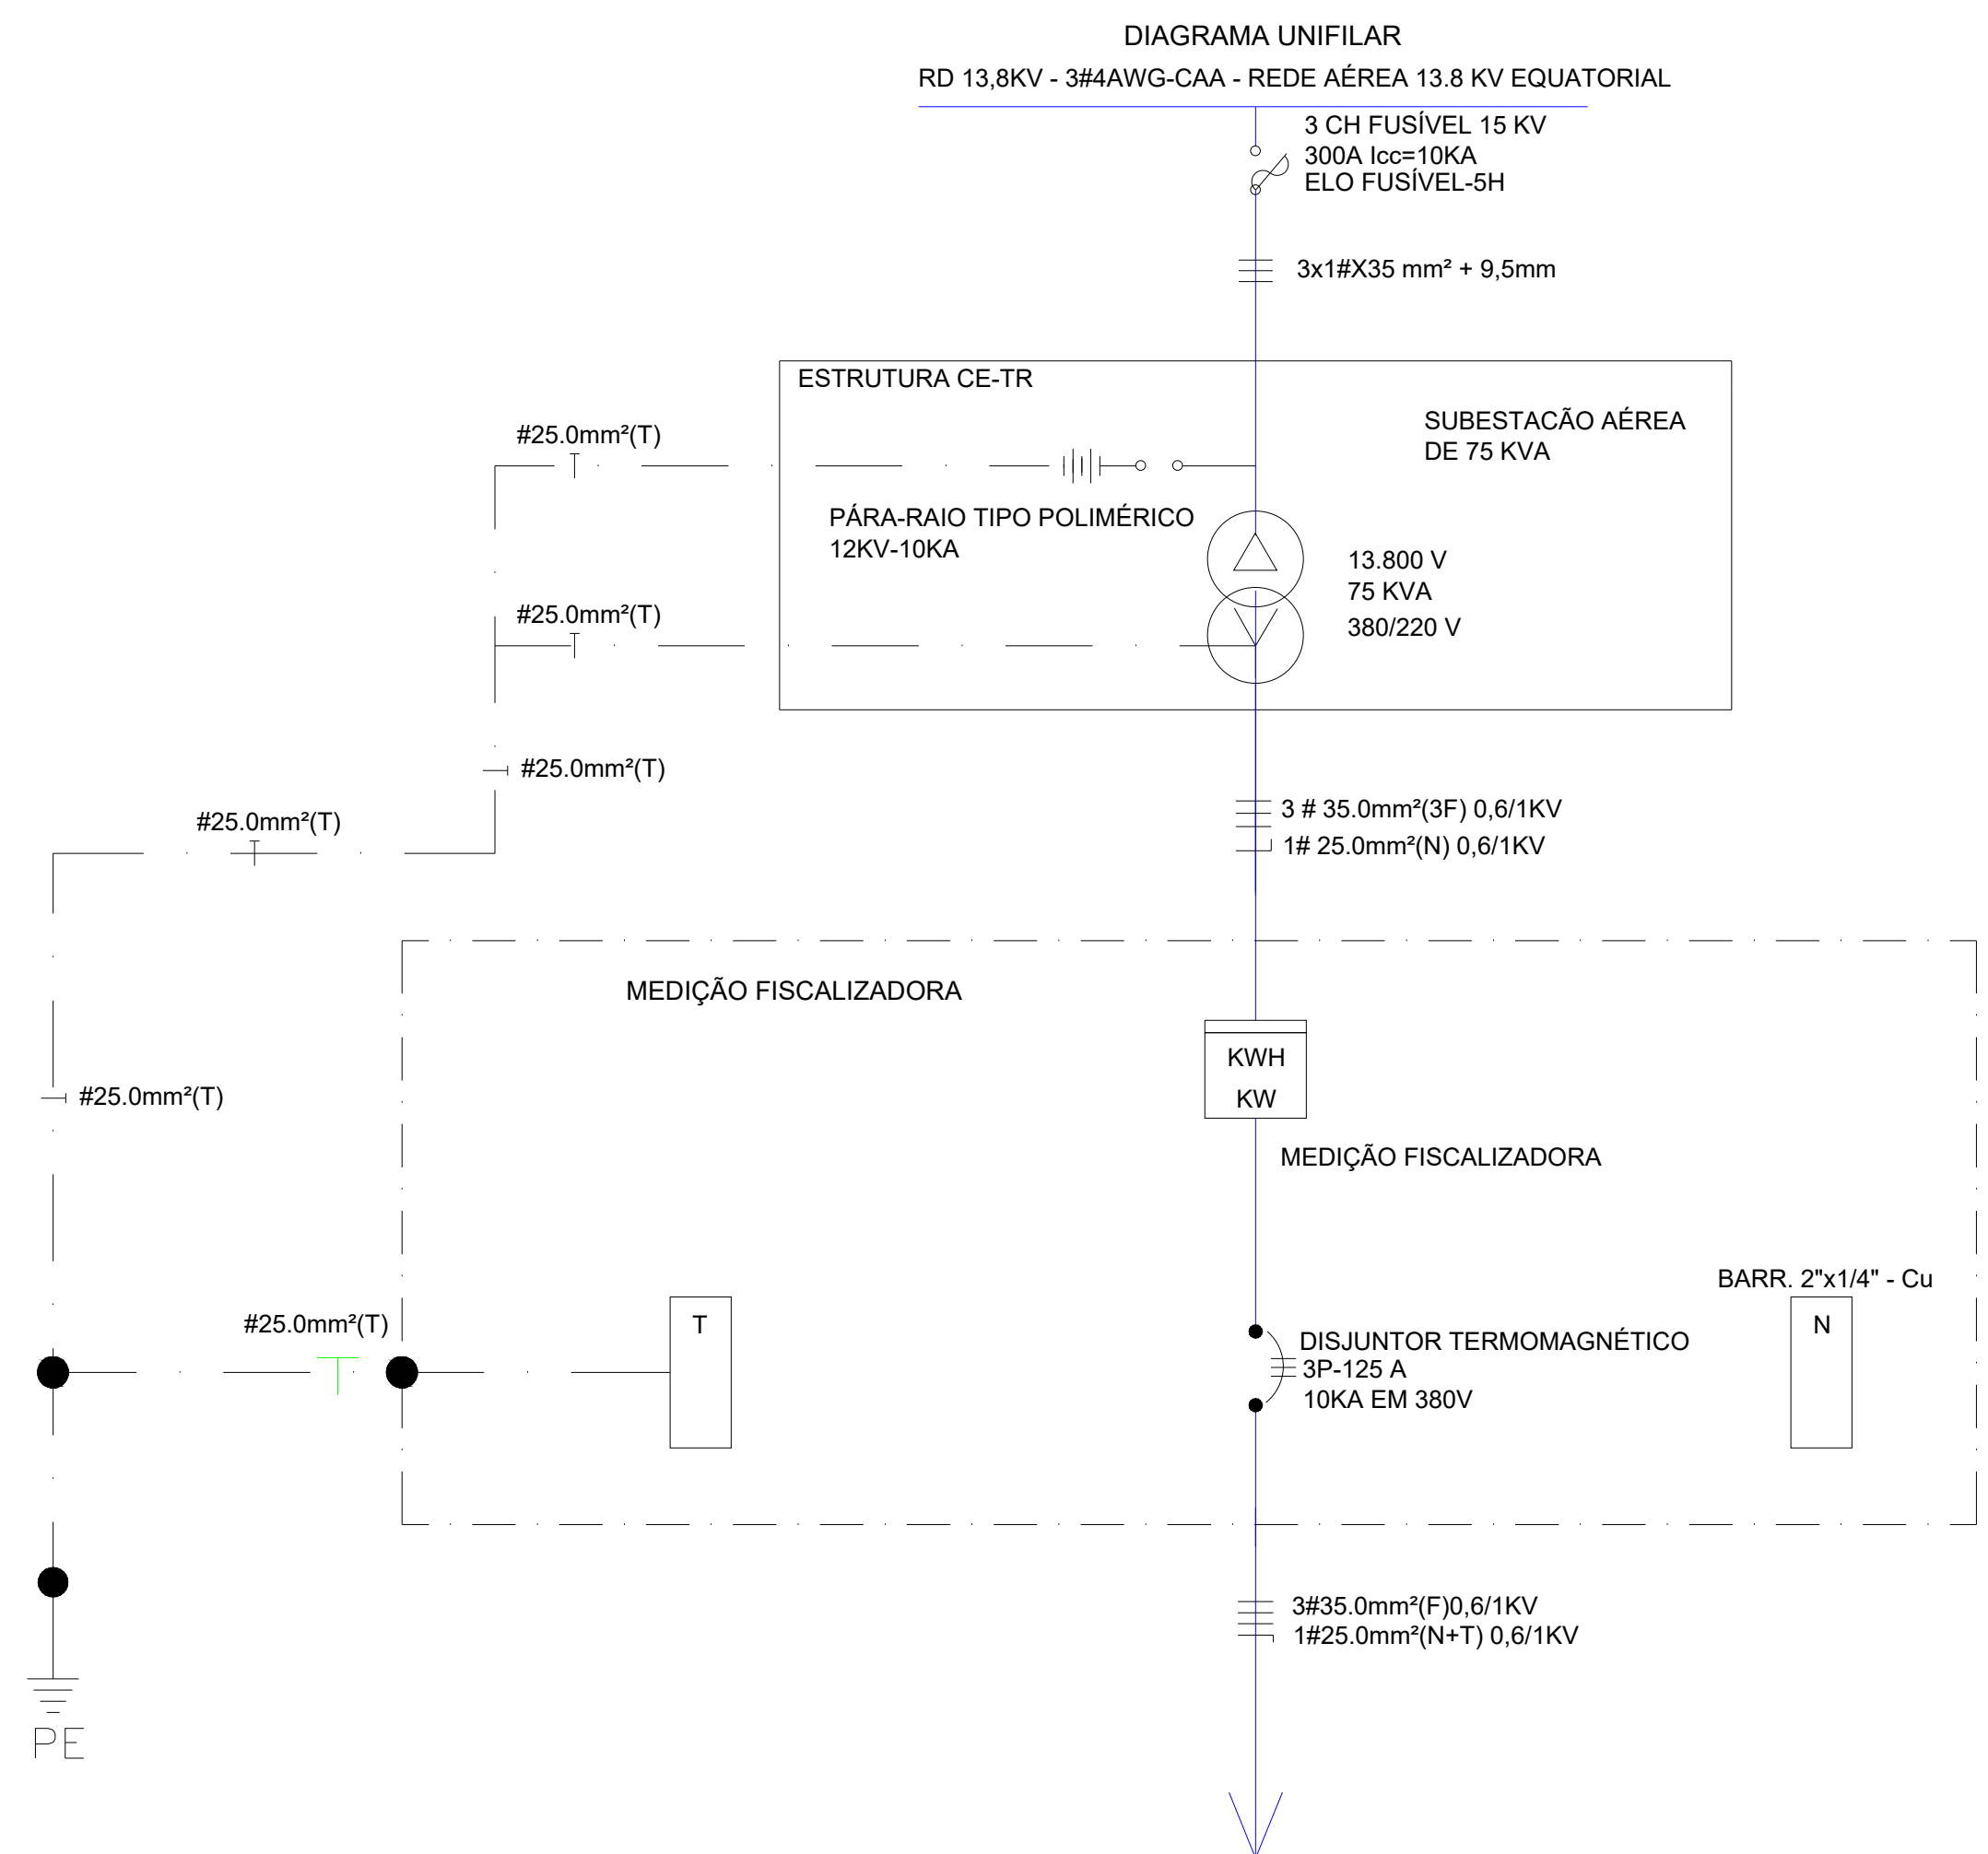 DIAGRAMA UNIFILAR
RD 13,8KV - 3#4AWG-CAA - REDE AÉREA 13.8 KV EQUATORIAL
3 CH FUSÍVEL 15 KV
300A Icc=10KA
ELO FUSÍVEL-5H
3x1#X35 mm² + 9,5mm
ESTRUTURA CE-TR
SUBESTACÃO AÉREA
DE 75 KVA
#25.0mm²(T)
PÁRA-RAIO TIPO POLIMÉRICO
12KV-10KA
13.800 V
75 KVA
380/220 V
#25.0mm²(T)
#25.0mm²(T)
#25.0mm²(T)
3 # 35.0mm²(3F) 0,6/1KV
1# 25.0mm²(N) 0,6/1KV
MEDIÇÃO FISCALIZADORA
KWH
KW
#25.0mm²(T)
MEDIÇÃO FISCALIZADORA
BARR. 2"x1/4" - Cu
#25.0mm²(T)
T
N
DISJUNTOR TERMOMAGNÉTICO
3P-125 A
10KA EM 380V
3#35.0mm²(F)0,6/1KV
1#25.0mm²(N+T) 0,6/1KV
PE